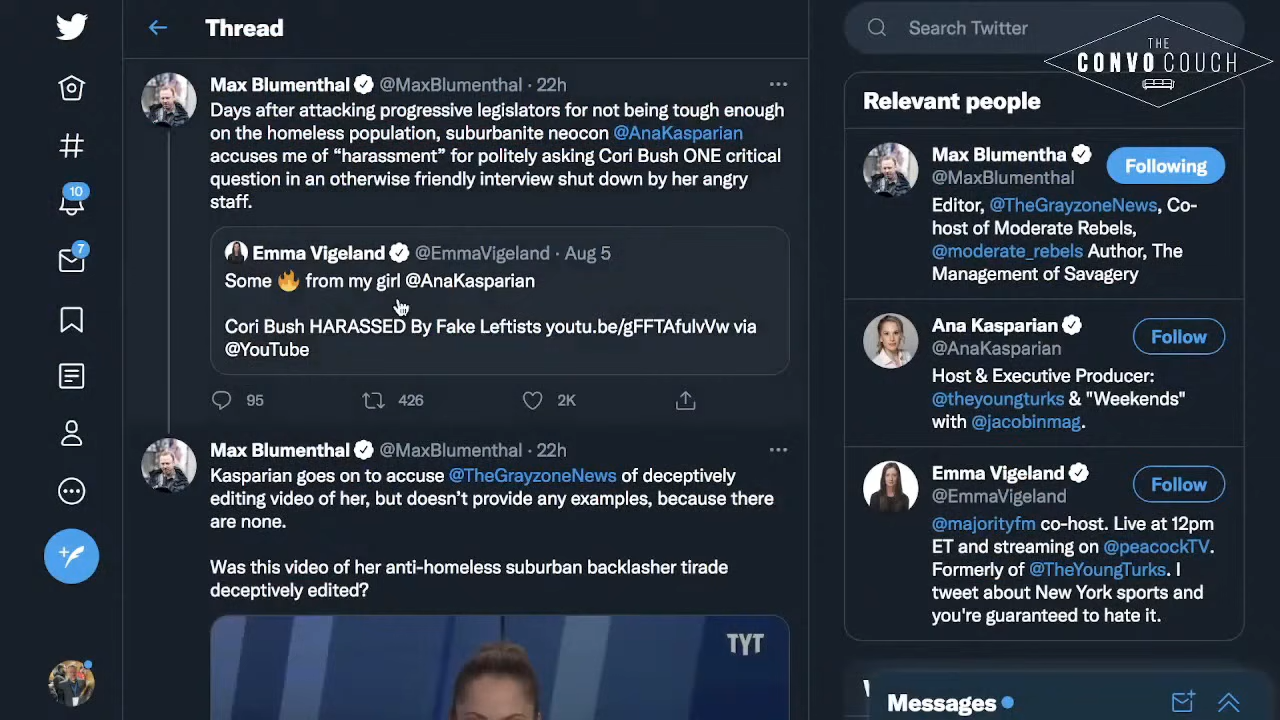 Thread
Max Blumenthal @MaxBlumenthal · 22h
Days after attacking progressive legislators for not being tough enough
on the homeless population, suburbanite neocon @AnaKasparian
accuses me of “harassment” for politely asking Cori Bush ONE critical
question in an otherwise friendly interview shut down by her angry
staff.
Emma Vigeland @EmmaVigeland · Aug 5
Some 🔥 from my girl @AnaKasparian
Cori Bush HARASSED By Fake Leftists youtu.be/gFFTAfulvVw via
@YouTube
95 426 2K
Max Blumenthal @MaxBlumenthal · 22h
Kasparian goes on to accuse @TheGrayzoneNews of deceptively
editing video of her, but doesn’t provide any examples, because there
are none.
Was this video of her anti-homeless suburban backlasher tirade
deceptively edited?
TYT
10
7
Search Twitter
THE
CONVO COUCH
Relevant people
Max Blumentha
@MaxBlumenthal
Following
Editor, @TheGrayzoneNews, Co-
host of Moderate Rebels,
@moderate_rebels Author, The
Management of Savagery
Ana Kasparian
@AnaKasparian
Follow
Host & Executive Producer:
@theyoungturks & "Weekends"
with @jacobinmag.
Emma Vigeland
@EmmaVigeland
Follow
@majorityfm co-host. Live at 12pm
ET and streaming on @peacockTV.
Formerly of @TheYoungTurks. I
tweet about New York sports and
you're guaranteed to hate it.
Messages